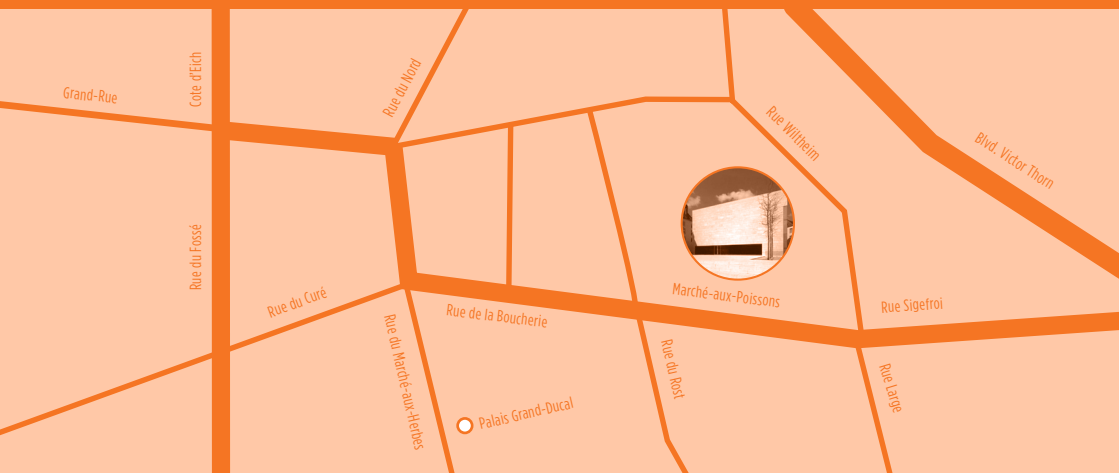 Cote d'Eich
Grand-Rue
Rue du Nord
Rue Wiltheim
Blvd. Victor Thorn
Rue du Fossé
Rue du Curé
Marché-aux-Poissons
Rue Sigefroi
Rue de la Boucherie
Rue du Marché-aux-Herbes
Rue du Rost
Rue Large
Palais Grand-Ducal